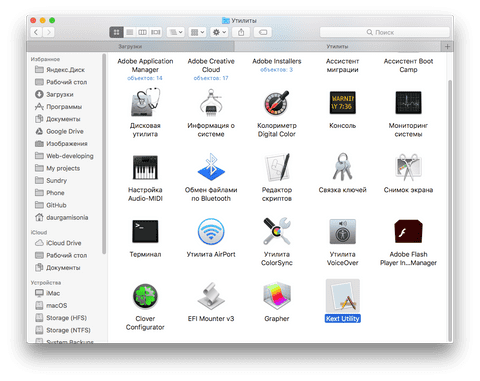 Утилиты
Поиск
Загрузки
Утилиты
Избранное
Яндекс.Диск
Рабочий стол
Загрузки
Программы
Документы
Google Drive
Изображения
Web-developing
My projects
Sundry
Phone
GitHub
daurgamisonia
iCloud
iCloud Drive
Рабочий стол
Документы
Устройства
iMac
macOS
Storage (HFS)
Storage (NTFS)
System Backups
Adobe Application
Manager
объектов: 14
Adobe Creative
Cloud
объектов: 17
Adobe Installers
объектов: 3
Ассистент
миграции
Ассистент Boot
Camp
Дисковая
утилита
Информация о
системе
Колориметр
Digital Color
WARNIN
Y 7:36
Консоль
Мониторинг
системы
Настройка
Audio-MIDI
Обмен файлами
по Bluetooth
Редактор
скриптов
Связка ключей
Снимок экрана
Терминал
Утилита AirPort
Утилита
ColorSync
Утилита
VoiceOver
Adobe Flash
Player In...Manager
Clover
Configurator
EFI Mounter v3
Grapher
Kext Utility